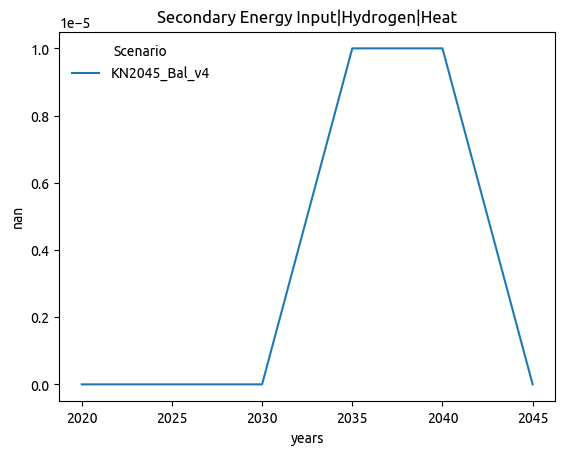 Secondary Energy Input|Hydrogen|Heat
1e−5
Scenario
KN2045_Bal_v4
1.0
0.8
0.6
0.4
0.2
0.0
nan
2020 2025 2030 2035 2040 2045
years